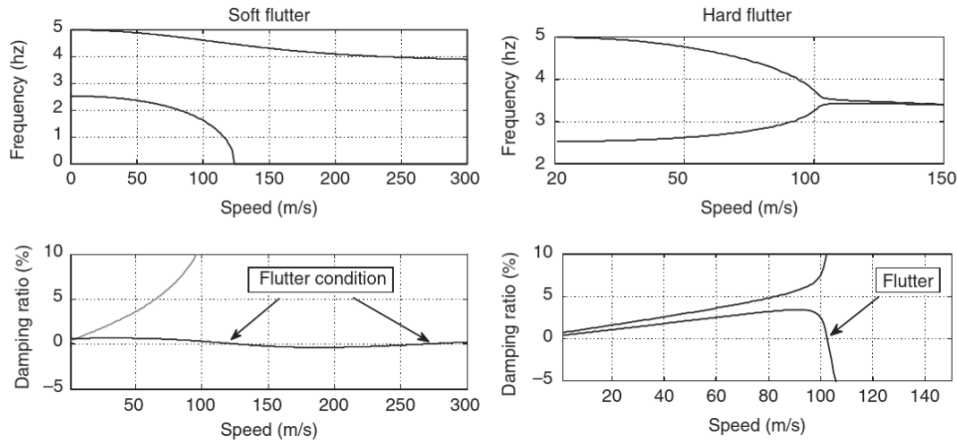 Soft flutter
5
4
3
2
1
0
Frequency (hz)
0 50 100 150 200 250 300
Speed (m/s)
Hard flutter
5
4
3
2
Frequency (hz)
20 50 100 150
Speed (m/s)
10
5
0
−5
Damping ratio (%)
Flutter condition
50 100 150 200 250 300
Speed (m/s)
10
5
0
−5
Damping ratio (%)
Flutter
20 40 60 80 100 120 140
Speed (m/s)